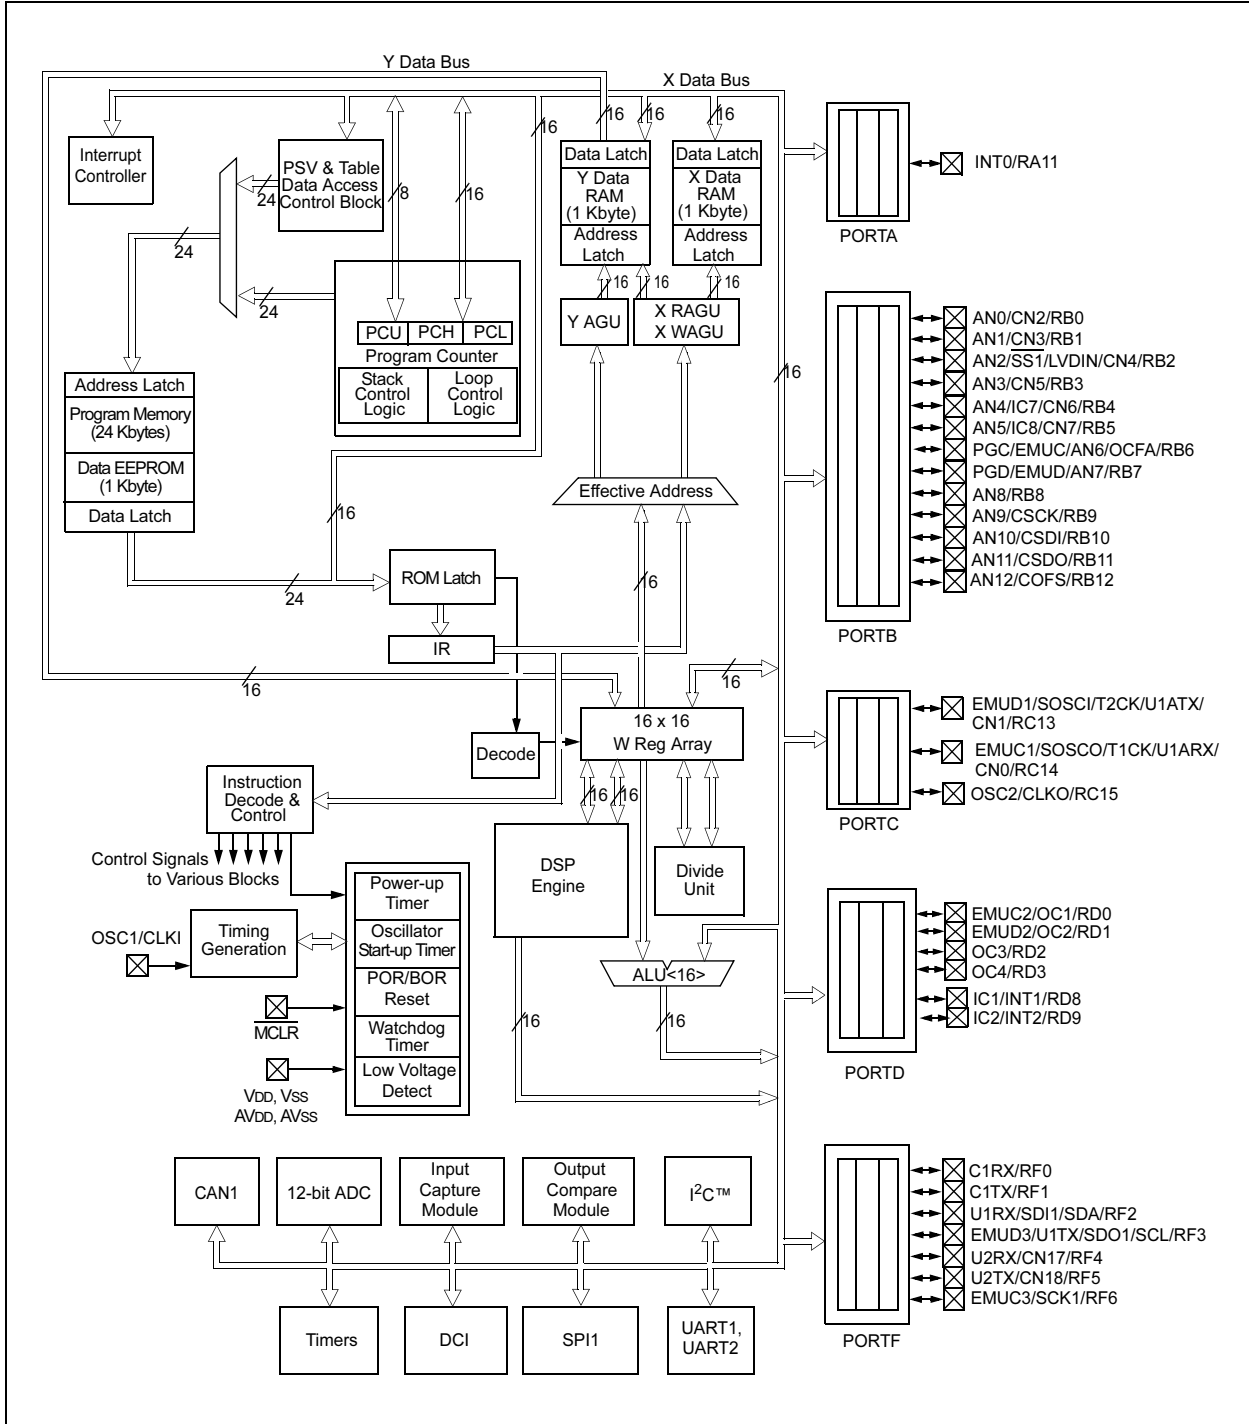 Y Data Bus
X Data Bus
16
16
16
16
Interrupt
Controller
PSV & Table
Data Access
Control Block
24
8
16
24
24
Data Latch
Y Data
RAM
(1 Kbyte)
Address
Latch
Data Latch
X Data
RAM
(1 Kbyte)
Address
Latch
16
16
16
Y AGU
X RAGU
X WAGU
PCU
PCH
PCL
Program Counter
Stack
Control
Logic
Loop
Control
Logic
16
Address Latch
Program Memory
(24 Kbytes)
Data EEPROM
(1 Kbyte)
Data Latch
Effective Address
16
24
ROM Latch
16
IR
16
16
16 x 16
W Reg Array
Decode
16
16
Instruction
Decode &
Control
Control Signals
to Various Blocks
DSP
Engine
Divide
Unit
Power-up
Timer
Oscillator
Start-up Timer
POR/BOR
Reset
Watchdog
Timer
Low Voltage
Detect
OSC1/CLKI
Timing
Generation
MCLR
VDD, VSS
AVDD, AVSS
ALU<16>
16
16
CAN1
12-bit ADC
Input
Capture
Module
Output
Compare
Module
I²C™
Timers
DCI
SPI1
UART1,
UART2
INT0/RA11
PORTA
AN0/CN2/RB0
AN1/CN3/RB1
AN2/SS1/LVDIN/CN4/RB2
AN3/CN5/RB3
AN4/IC7/CN6/RB4
AN5/IC8/CN7/RB5
PGC/EMUC/AN6/OCFA/RB6
PGD/EMUD/AN7/RB7
AN8/RB8
AN9/CSCK/RB9
AN10/CSDI/RB10
AN11/CSDO/RB11
AN12/COFS/RB12
PORTB
EMUD1/SOSCI/T2CK/U1ATX/
CN1/RC13
EMUC1/SOSCO/T1CK/U1ARX/
CN0/RC14
OSC2/CLKO/RC15
PORTC
EMUC2/OC1/RD0
EMUD2/OC2/RD1
OC3/RD2
OC4/RD3
IC1/INT1/RD8
IC2/INT2/RD9
PORTD
C1RX/RF0
C1TX/RF1
U1RX/SDI1/SDA/RF2
EMUD3/U1TX/SDO1/SCL/RF3
U2RX/CN17/RF4
U2TX/CN18/RF5
EMUC3/SCK1/RF6
PORTF